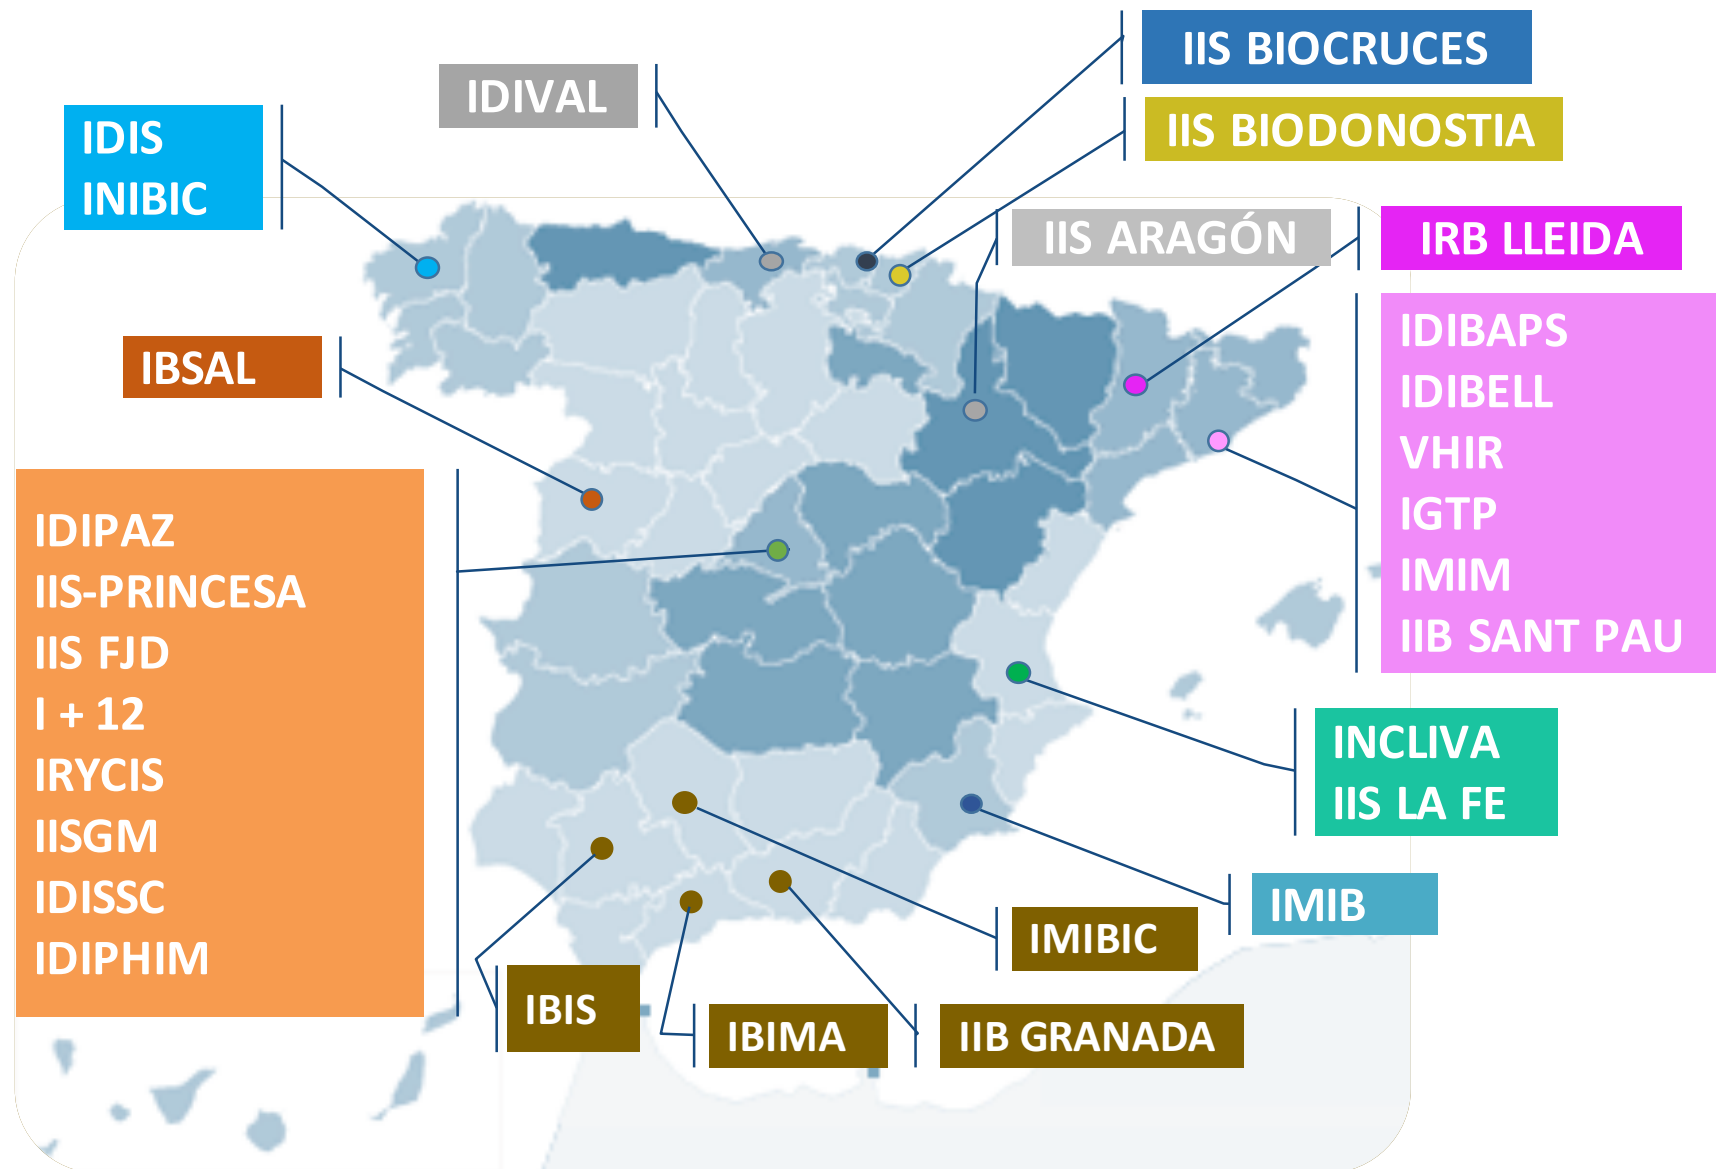 IIS BIOCRUCES
IDIVAL
IIS BIODONOSTIA
IDIS
INIBIC
IIS ARAGÓN
IRB LLEIDA
IDIBAPS
IDIBELL
VHIR
IGTP
IMIM
IIB SANT PAU
IBSAL
IDIPAZ
IIS-PRINCESA
IIS FJD
I + 12
IRYCIS
IISGM
IDISSC
IDIPHIM
INCLIVA
IIS LA FE
IMIB
IMIBIC
IBIS
IBIMA
IIB GRANADA